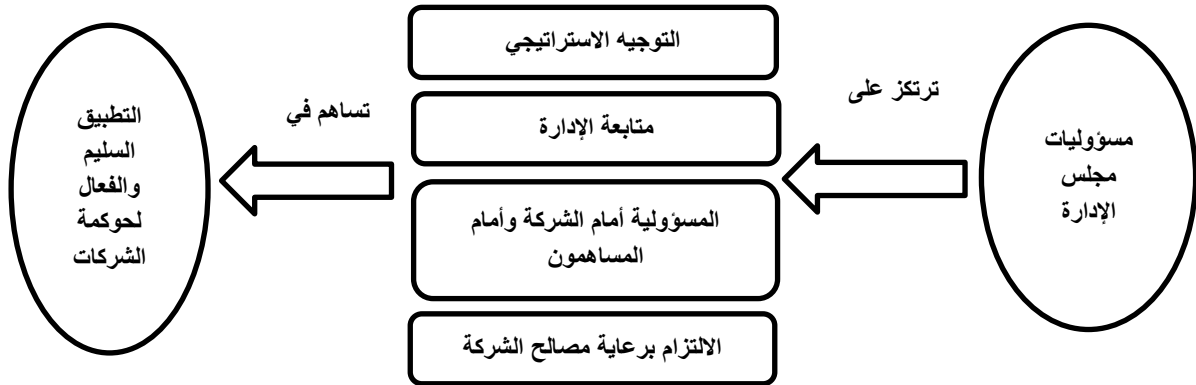 مسؤوليات
مجلس
الإدارة
ترتكز على
التوجيه الاستراتيجي
متابعة الإدارة
المسؤولية أمام الشركة وأمام
المساهمون
الالتزام برعاية مصالح الشركة
تساهم في
التطبيق
السليم
والفعال
لحوكمة
الشركات